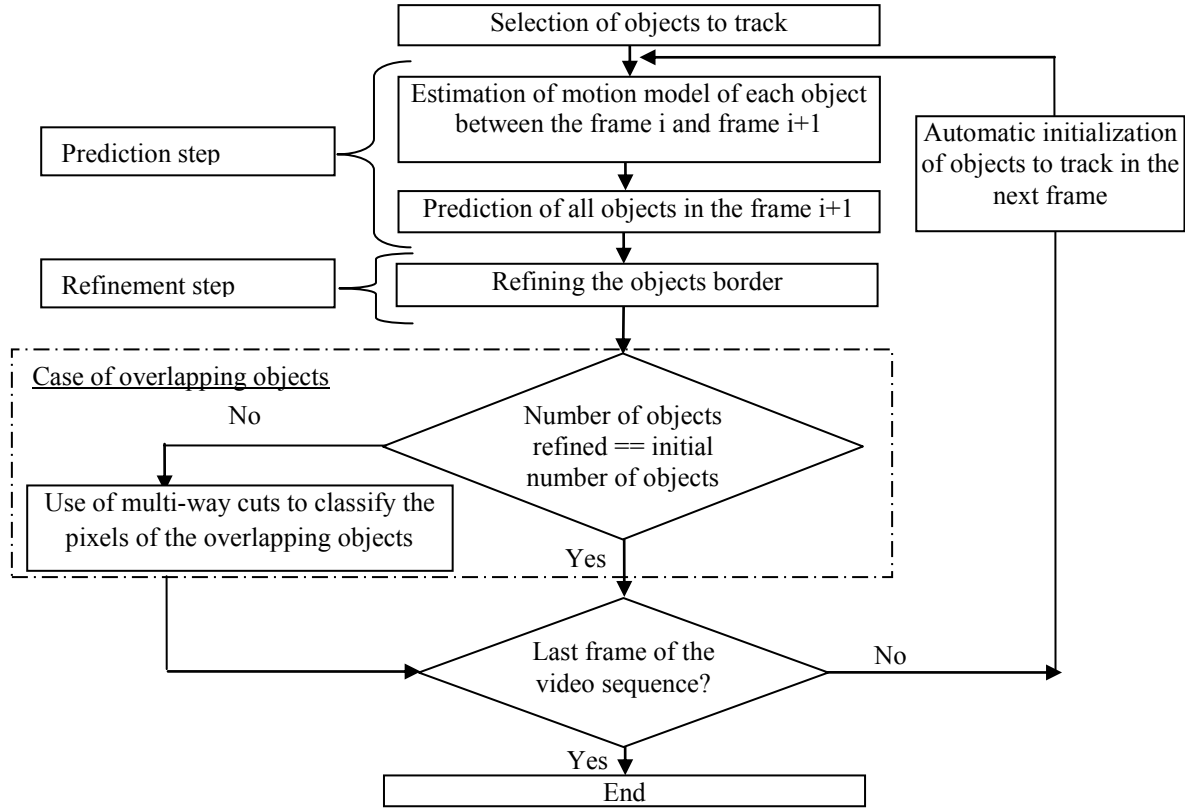 Selection of objects to track
Estimation of motion model of each object
between the frame i and frame i+1
Automatic initialization
of objects to track in the
next frame
Prediction step
Prediction of all objects in the frame i+1
Refinement step
Refining the objects border
Case of overlapping objects
No
Number of objects
refined == initial
number of objects
Use of multi-way cuts to classify the
pixels of the overlapping objects
Yes
Last frame of the
video sequence?
No
Yes
End